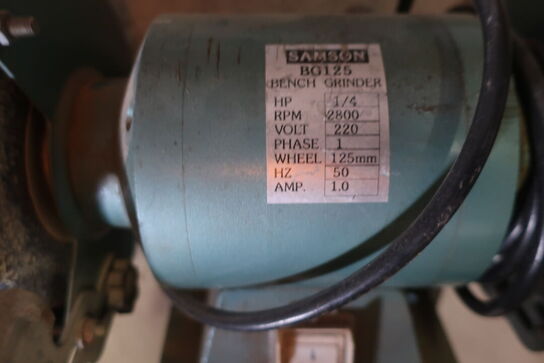 SAMSON
BG125
BENCH GRINDER
HP 1/4
RPM 2800
VOLT 220
PHASE 1
WHEEL 125mm
HZ 50
AMP. 1.0